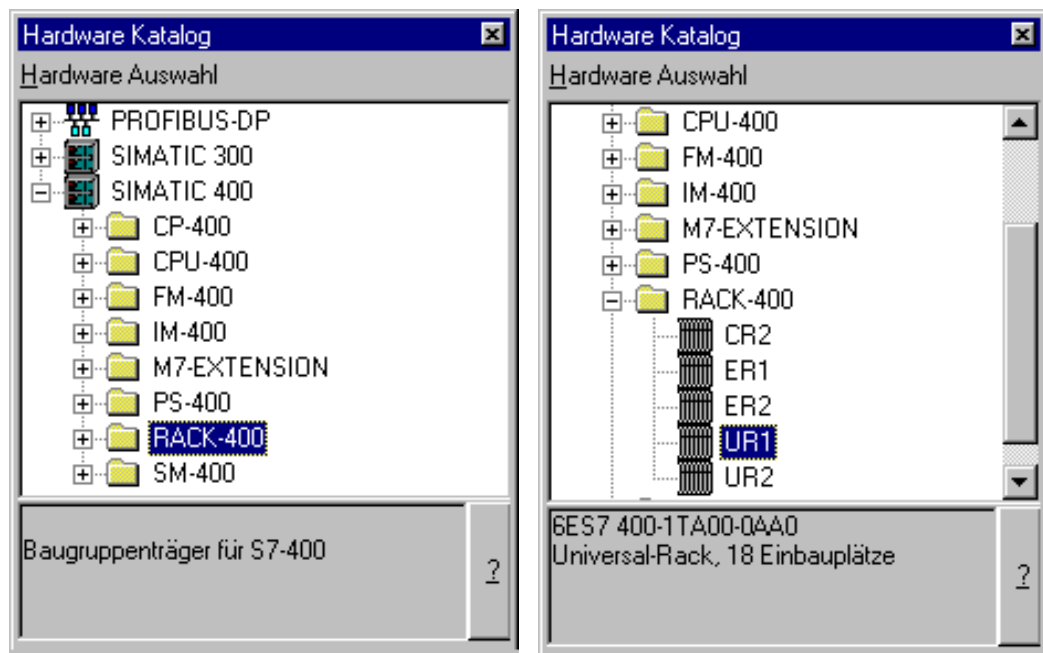 Hardware Katalog
Hardware Auswahl
PROFIBUS-DP
SIMATIC 300
SIMATIC 400
CP-400
CPU-400
FM-400
IM-400
M7-EXTENSION
PS-400
RACK-400
SM-400
Baugruppenträger für S7-400
?
Hardware Katalog
Hardware Auswahl
CPU-400
FM-400
IM-400
M7-EXTENSION
PS-400
RACK-400
CR2
ER1
ER2
UR1
UR2
6ES7 400-1TA00-0AA0
Universal-Rack, 18 Einbauplätze
?